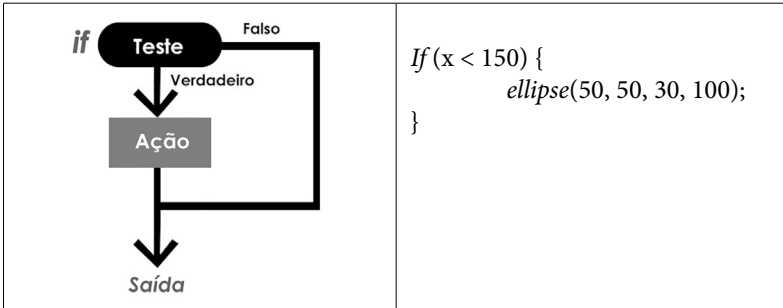 if
Teste
Falso
Verdadeiro
Ação
Saída
If (x < 150) {
ellipse(50, 50, 30, 100);
}